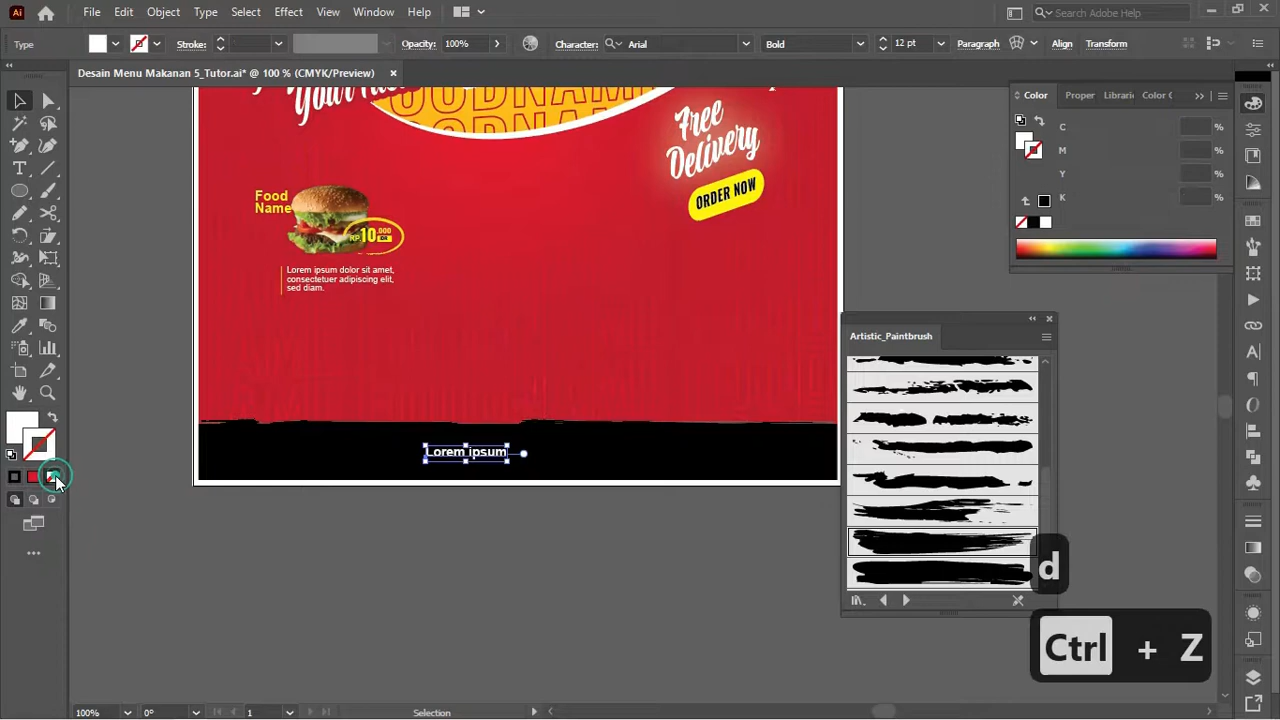 Ai File Edit Object Type Select Effect View Window Help Search Adobe Help
Type Stroke: Opacity: 100% Character: Arial Bold 12 pt Paragraph Align Transform
Desain Menu Makanan 5_Tutor.ai* @ 100 % (CMYK/Preview) ×
Color Proper Librari Color C
C %
M %
Y %
K %
Your
Free
Delivery
ORDER NOW
Food
Name
RP 10.000
Lorem ipsum dolor sit amet,
consectetuer adipiscing elit,
sed diam.
Artistic_Paintbrush
Lorem ipsum
d
Ctrl + Z
100% 0° 1 Selection